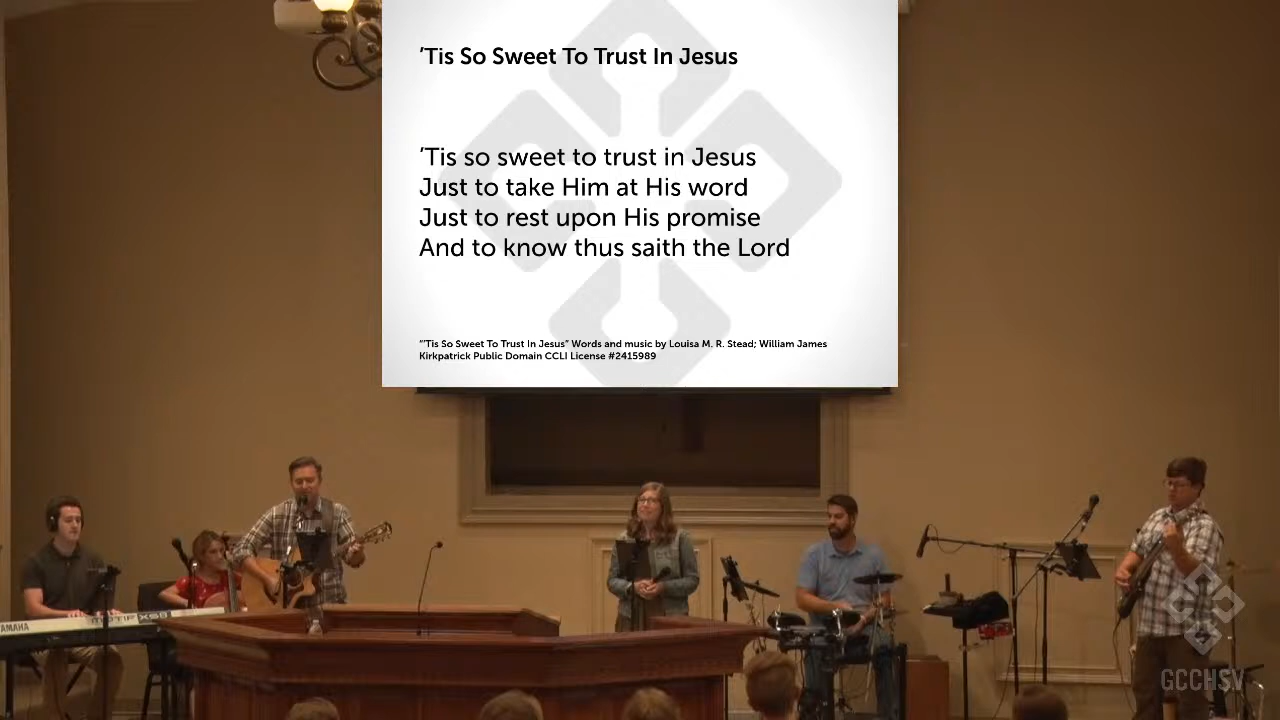 ’Tis So Sweet To Trust In Jesus
’Tis so sweet to trust in Jesus
Just to take Him at His word
Just to rest upon His promise
And to know thus saith the Lord
"’Tis So Sweet To Trust In Jesus" Words and music by Louisa M. R. Stead; William James
Kirkpatrick Public Domain CCLI License #2415989
YAMAHA
MOTIF XS8
GCCHSV